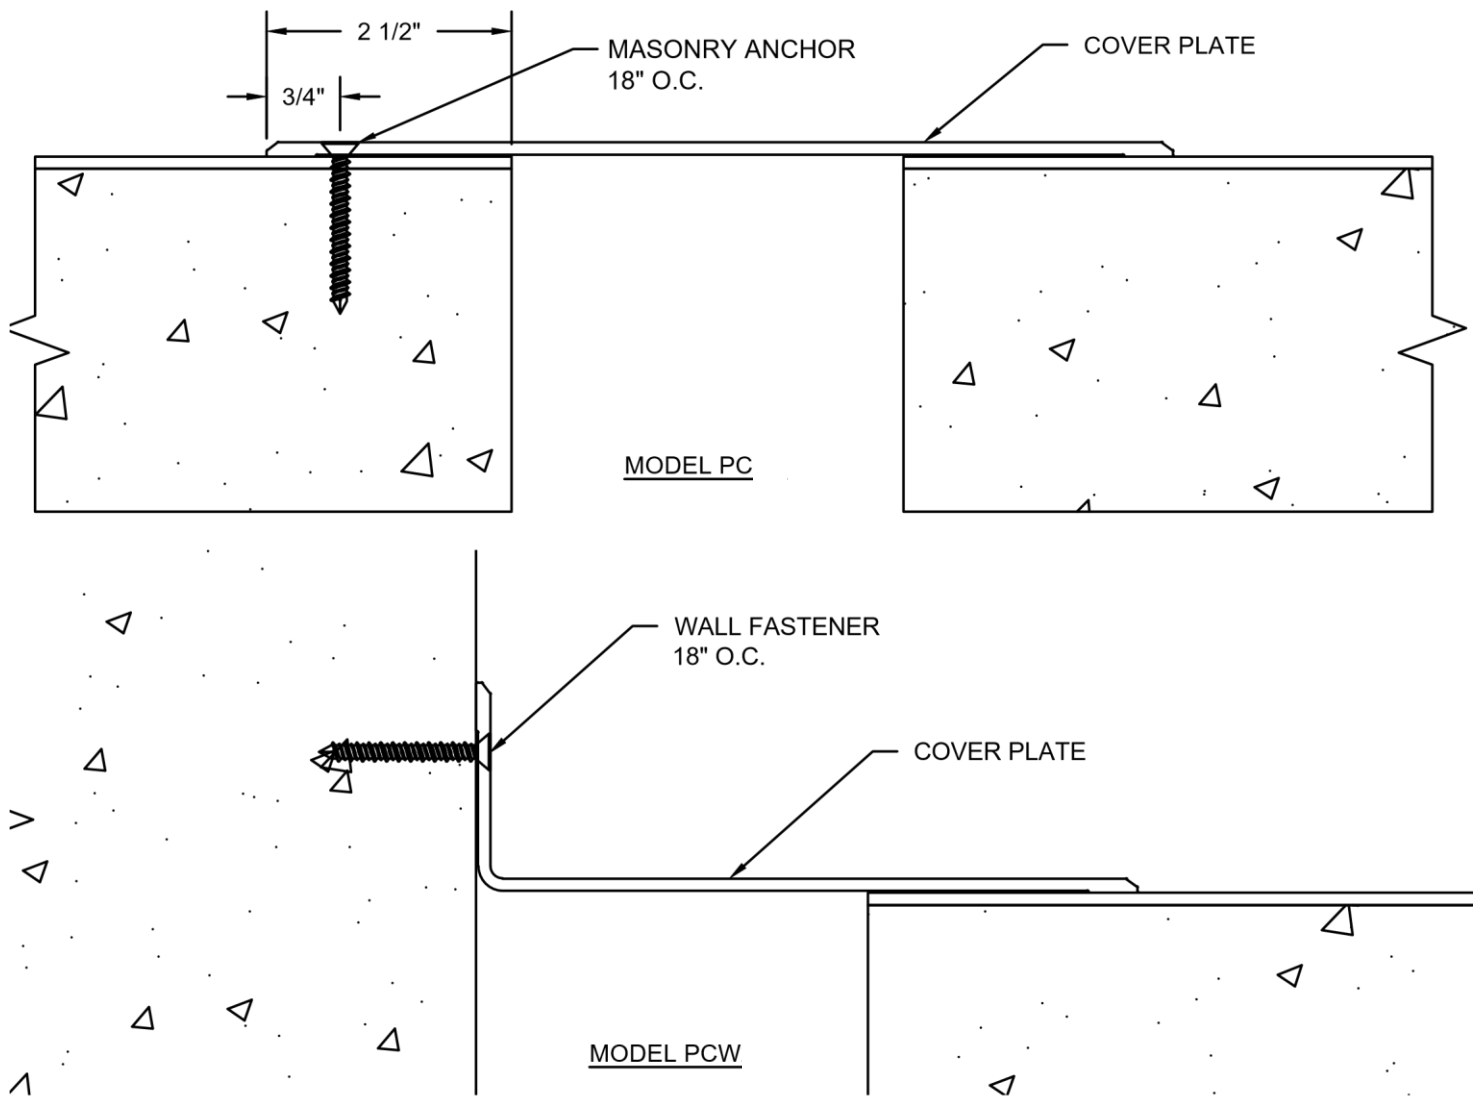 2 1/2"
MASONRY ANCHOR
18" O.C.
COVER PLATE
3/4"
MODEL PC
WALL FASTENER
18" O.C.
COVER PLATE
MODEL PCW